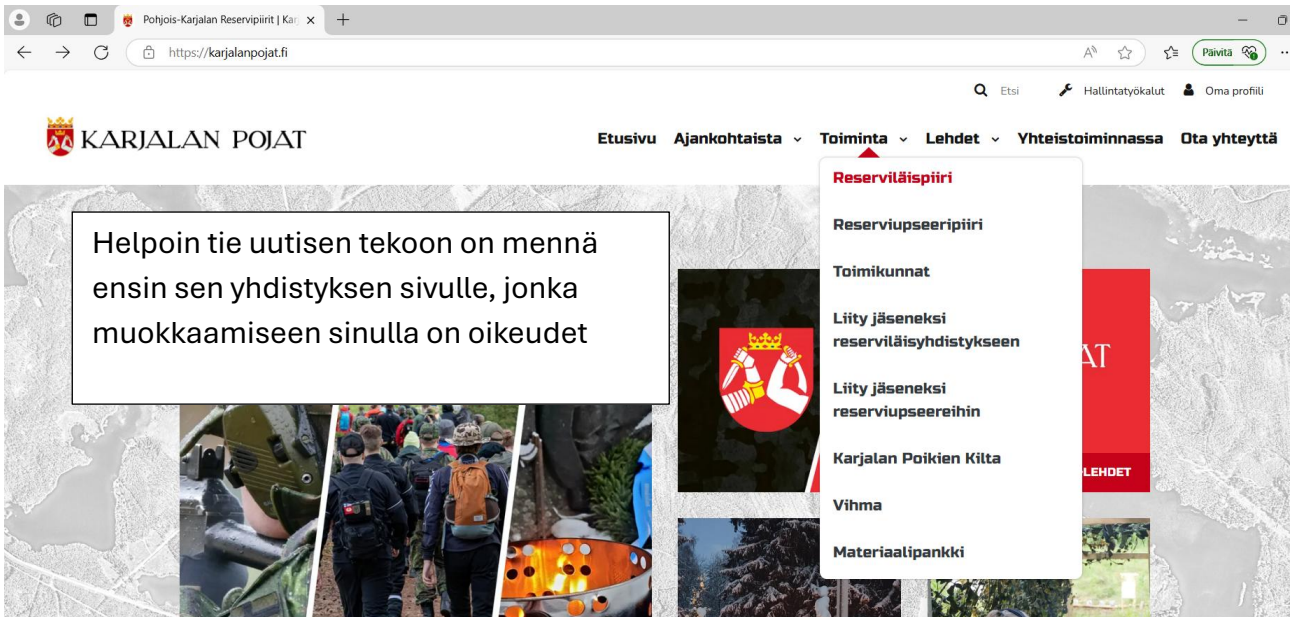 Pohjois-Karjalan Reservipiirit | Kar
https://karjalanpojat.fi
Päivitä
Etsi
Hallintatyökalut
Oma profiili
KARJALAN POJAT
Etusivu
Ajankohtaista
Toiminta
Lehdet
Yhteistoiminnassa
Ota yhteyttä
Reserviläispiiri
Reserviupseeripiiri
Toimikunnat
Liity jäseneksi
reserviläisyhdistykseen
Liity jäseneksi
reserviupseereihin
Karjalan Poikien Kilta
Vihma
Materiaalipankki
Helpoin tie uutisen tekoon on mennä
ensin sen yhdistyksen sivulle, jonka
muokkaamiseen sinulla on oikeudet
AT
-LEHDET